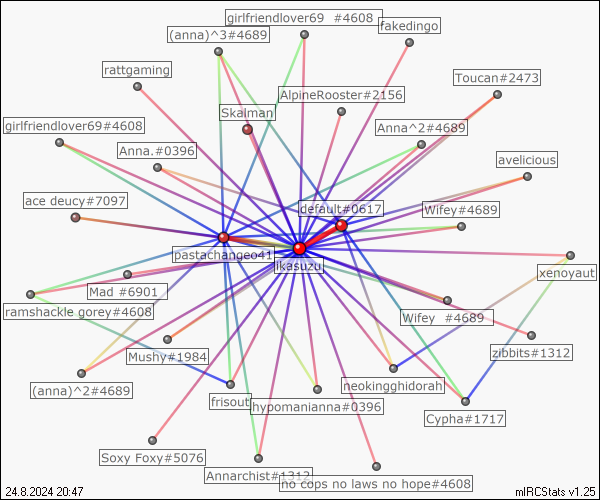 girlfriendlover69 #4608
fakedingo
(anna)^3#4689
rattgaming
Toucan#2473
AlpineRooster#2156
Skaiman
girlfriendlover69#4608
Anna^2#4689
Anna.#0396
avelicious
ace deucy#7097
default#0617
Wifey#4689
pastachangeo41
ikasuzu
xenoyaut
Mad #6901
ramshackle gorey#4608
Wifey #4689
zibbits#1312
Mushy#1984
(anna)^2#4689
neokingghidorah
frisout
hypomanianna#0396
Cypha#1717
Soxy Foxy#5076
Annarchist#1312
no cops no laws no hope#4608
24.8.2024 20:47
mIRCStats v1.25